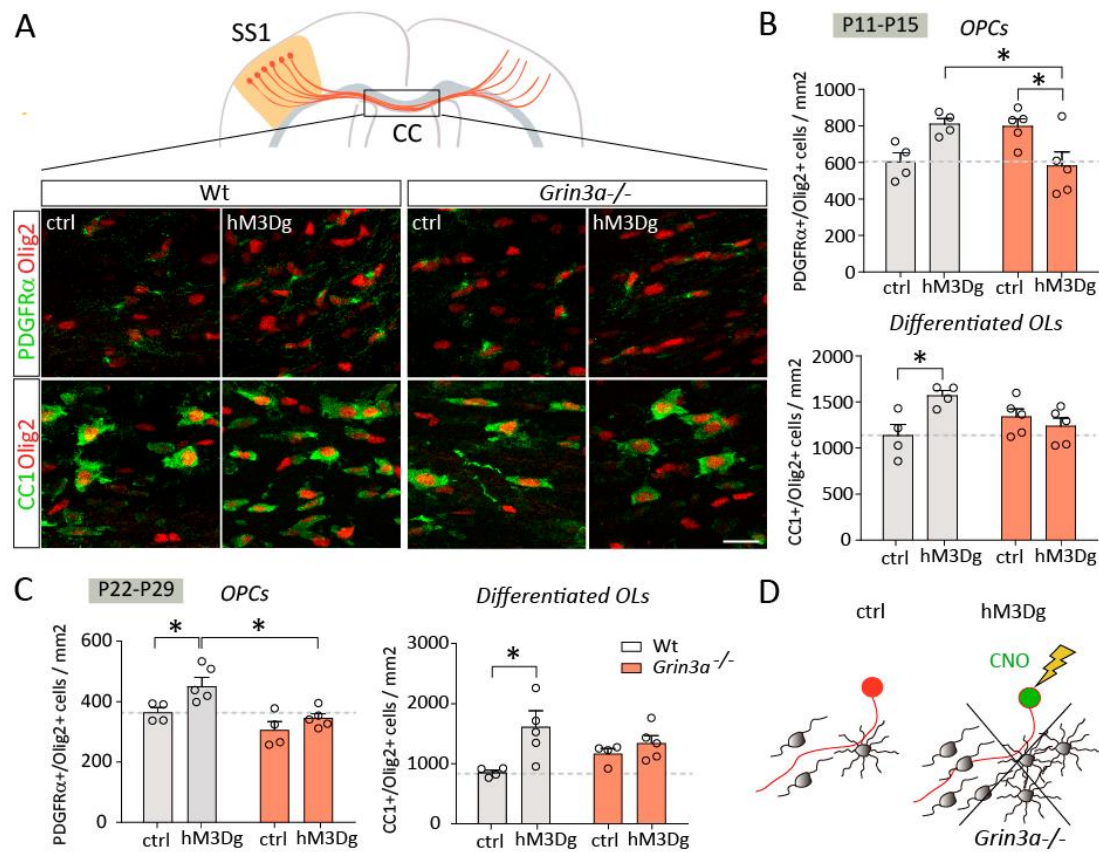 A
SS1
CC
Wt
Grin3a-/-
ctrl
hM3Dg
ctrl
hM3Dg
PDGFRα Olig2
CC1 Olig2
B
P11-P15
OPCs
*
*
PDGFRα+/Olig2+ cells / mm2
1000
800
600
400
200
0
ctrl
hM3Dg
ctrl
hM3Dg
Differentiated OLs
*
CC1+/Olig2+ cells / mm2
2000
1500
1000
500
0
ctrl
hM3Dg
ctrl
hM3Dg
C
P22-P29
OPCs
*
*
PDGFRα+/Olig2+ cells / mm2
600
400
200
0
ctrl
hM3Dg
ctrl
hM3Dg
Differentiated OLs
*
Wt
Grin3a-/-
CC1+/Olig2+ cells / mm2
3000
2000
1000
0
ctrl
hM3Dg
ctrl
hM3Dg
D
ctrl
hM3Dg
CNO
Grin3a-/-